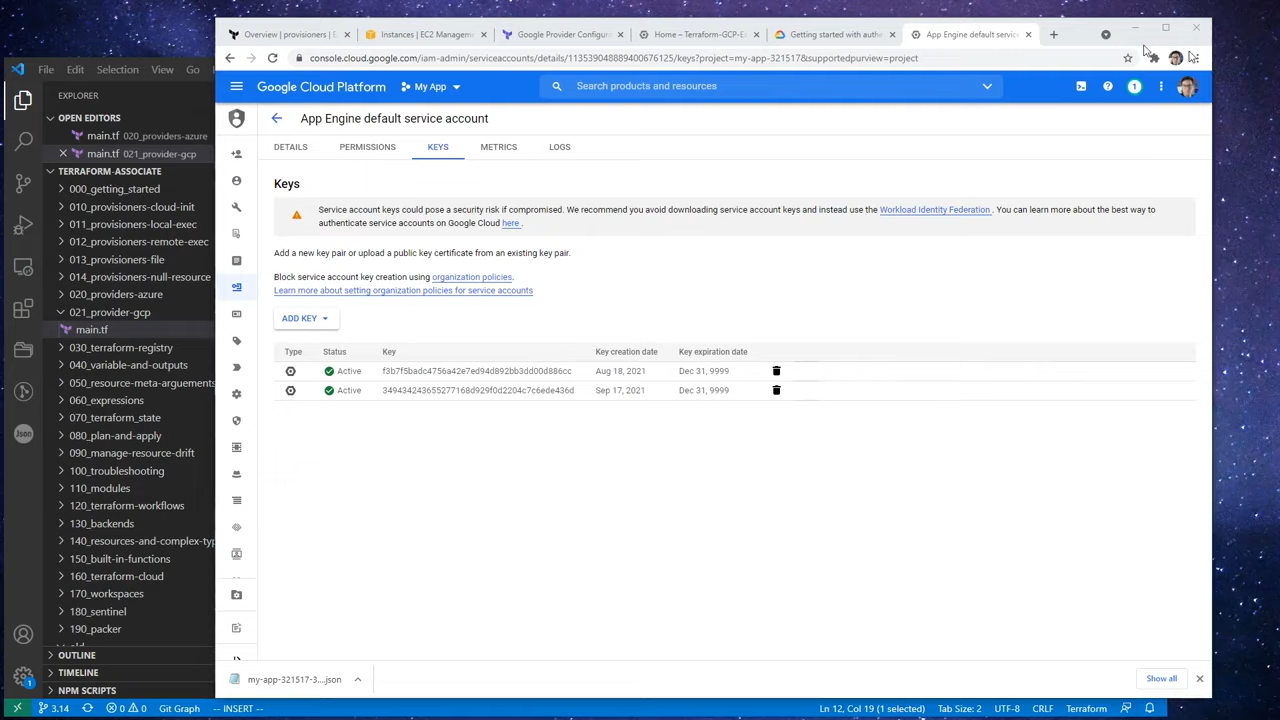 Overview | provisioners | E
Instances | EC2 Manageme
Google Provider Configurat
Home – Terraform-GCP-Ex
Getting started with authe
App Engine default service
console.cloud.google.com/iam-admin/serviceaccounts/details/113539048889400676125/keys?project=my-app-321517&supportedpurview=project
File Edit Selection View Go
Google Cloud Platform
My App
Search products and resources
1
EXPLORER
OPEN EDITORS
main.tf 020_providers-azure
main.tf 021_provider-gcp
TERRAFORM-ASSOCIATE
000_getting_started
010_provisioners-cloud-init
011_provisioners-local-exec
012_provisioners-remote-exec
013_provisioners-file
014_provisioners-null-resource
020_providers-azure
021_provider-gcp
main.tf
030_terraform-registry
040_variable-and-outputs
050_resource-meta-arguements
060_expressions
070_terraform_state
080_plan-and-apply
090_manage-resource-drift
100_troubleshooting
110_modules
120_terraform-workflows
130_backends
140_resources-and-complex-typ
150_built-in-functions
160_terraform-cloud
170_workspaces
180_sentinel
190_packer
OUTLINE
TIMELINE
NPM SCRIPTS
Json
1
App Engine default service account
DETAILS
PERMISSIONS
KEYS
METRICS
LOGS
Keys
Service account keys could pose a security risk if compromised. We recommend you avoid downloading service account keys and instead use the Workload Identity Federation . You can learn more about the best way to
authenticate service accounts on Google Cloud here .
Add a new key pair or upload a public key certificate from an existing key pair.
Block service account key creation using organization policies.
Learn more about setting organization policies for service accounts
ADD KEY
Type Status Key Key creation date Key expiration date
Active f3b7f5badc4756a42e7ed94d892bb3dd00d886cc Aug 18, 2021 Dec 31, 9999
Active 349434243655277168d929f0d2204c7c6ede436d Sep 17, 2021 Dec 31, 9999
my-app-321517-3....json
Show all
3.14
0 0
Git Graph
-- INSERT --
Ln 12, Col 19 (1 selected)
Tab Size: 2
UTF-8
CRLF
Terraform